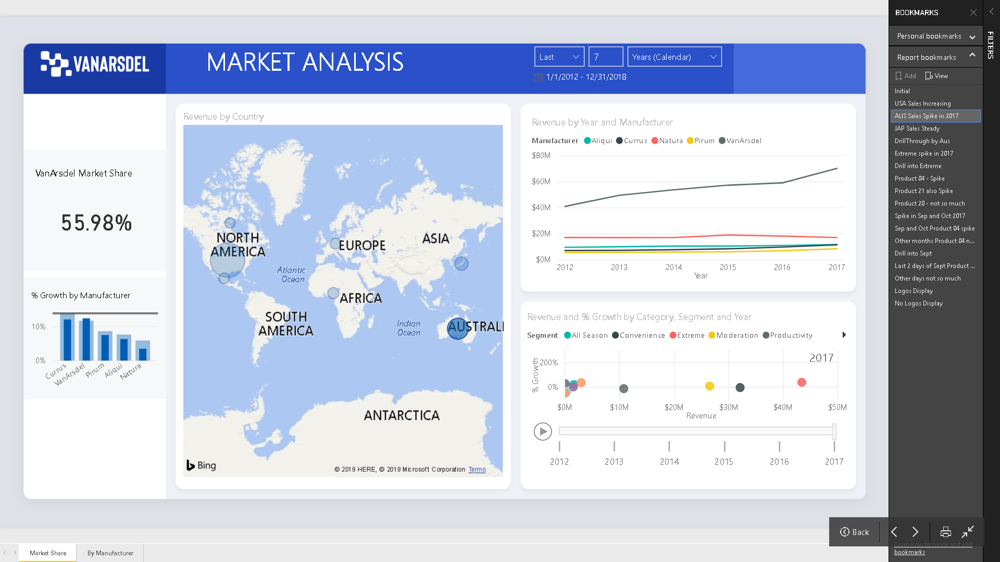 VANARSDEL
MARKET ANALYSIS
Last
7
Years (Calendar)
1/1/2012 - 12/31/2018
VanArsdel Market Share
55.98%
% Growth by Manufacturer
10%
0%
Currus
VanArsdel
Pirum
Aliqui
Natura
Revenue by Country
NORTH
AMERICA
EUROPE
ASIA
Atlantic
Ocean
AFRICA
SOUTH
AMERICA
Indian
Ocean
AUSTRALI
ANTARCTICA
Bing
© 2019 HERE, © 2019 Microsoft Corporation Terms
Revenue by Year and Manufacturer
Manufacturer Aliqui Currus Natura Pirum VanArsdel
$80M
$60M
$40M
$20M
$0M
2012 2013 2014 2015 2016 2017
Year
Revenue and % Growth by Category, Segment and Year
Segment All Season Convenience Extreme Moderation Productivity
2017
% Growth
200%
0%
$0M $10M $20M $30M $40M $50M
Revenue
2012 2013 2014 2015 2016 2017
BOOKMARKS
Personal bookmarks
Report bookmarks
Add View
Initial
USA Sales Increasing
AUS Sales Spike in 2017
JAP Sales Steady
DrillThrough by Aus
Extreme spike in 2017
Drill into Extreme
Product 04 - Spike
Product 21 also Spike
Product 20 - not so much
Spike in Sep and Oct 2017
Sep and Oct Product 04 spike
Other months Product 04 n...
Drill into Sept
Last 2 days of Sept Product ...
Other days not so much
Logos Display
No Logos Display
FILTERS
Back
Learn how to create and edit
bookmarks
Market Share
By Manufacturer